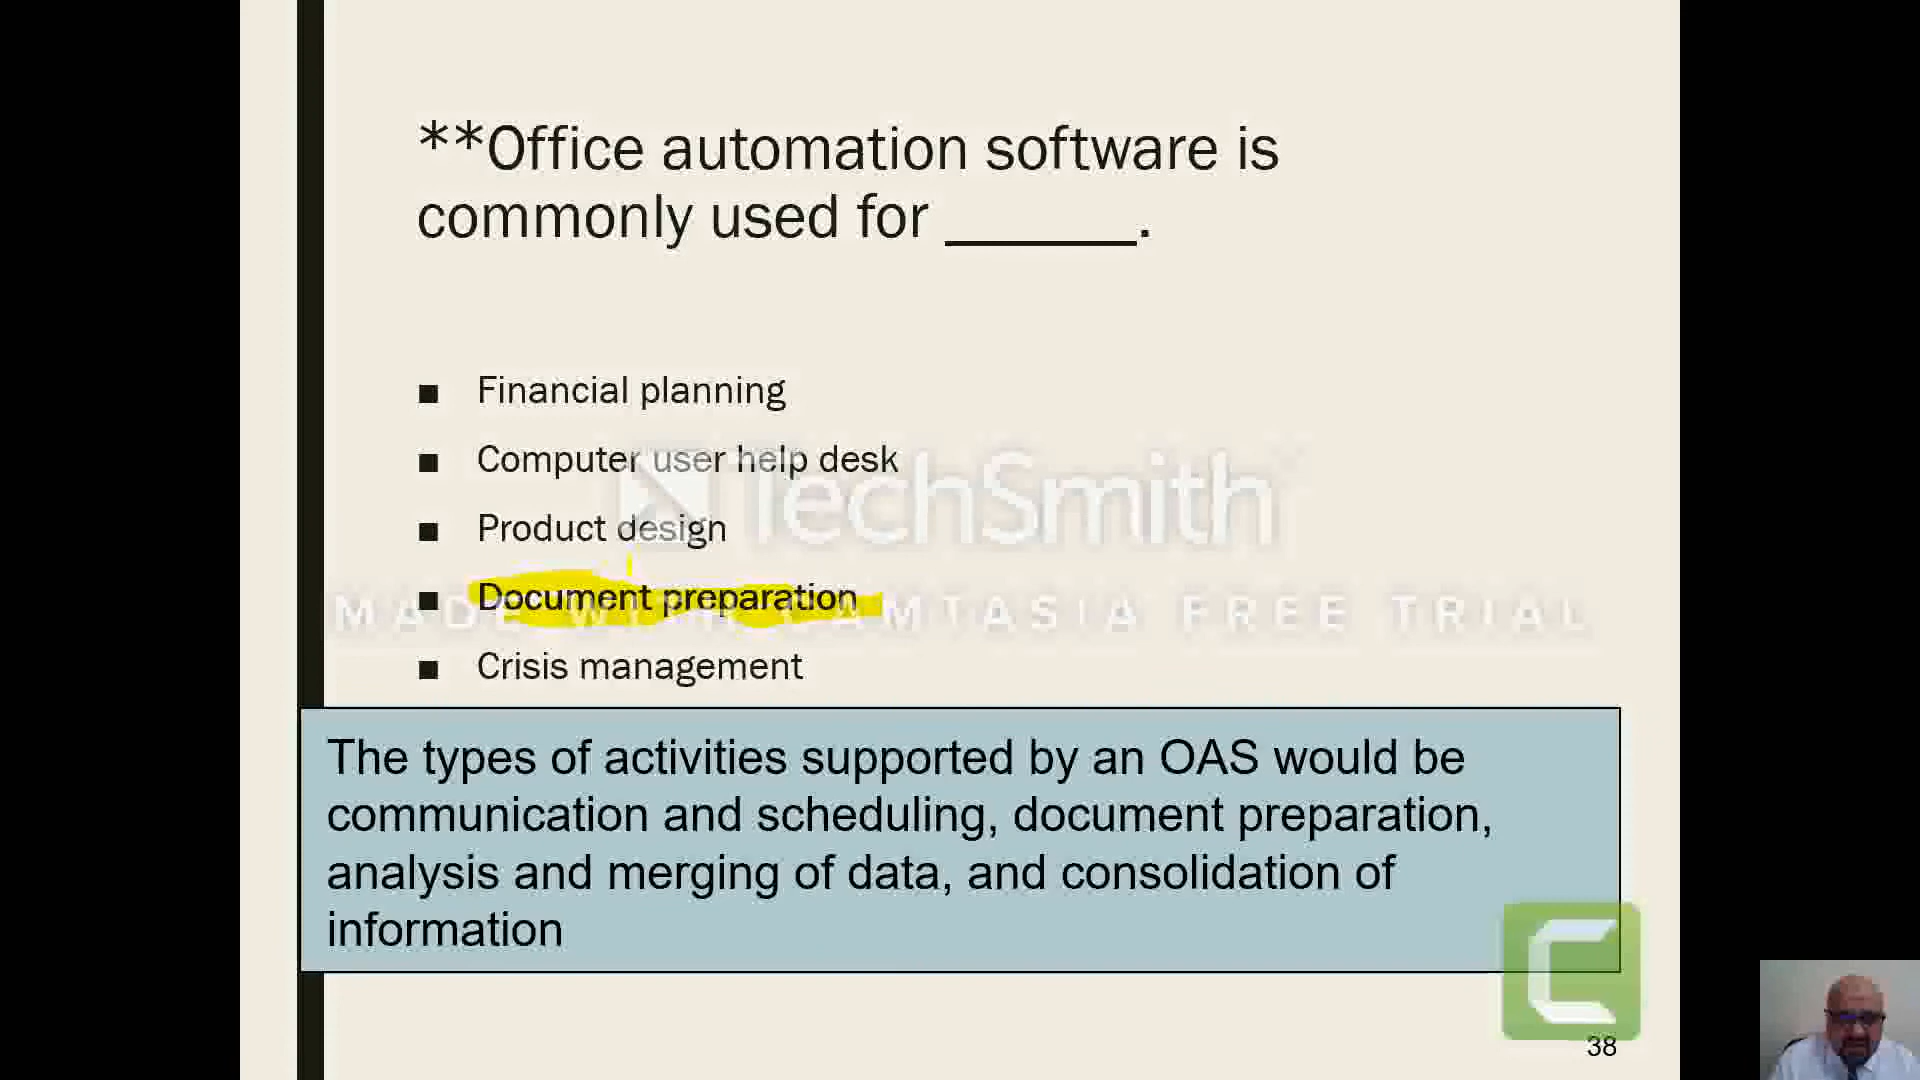 **Office automation software is
commonly used for ______.
■ Financial planning
■ Computer user help desk
■ Product design
■ Document preparation
■ Crisis management
TechSmith
MADE WITH CAMTASIA FREE TRIAL
The types of activities supported by an OAS would be
communication and scheduling, document preparation,
analysis and merging of data, and consolidation of
information
38